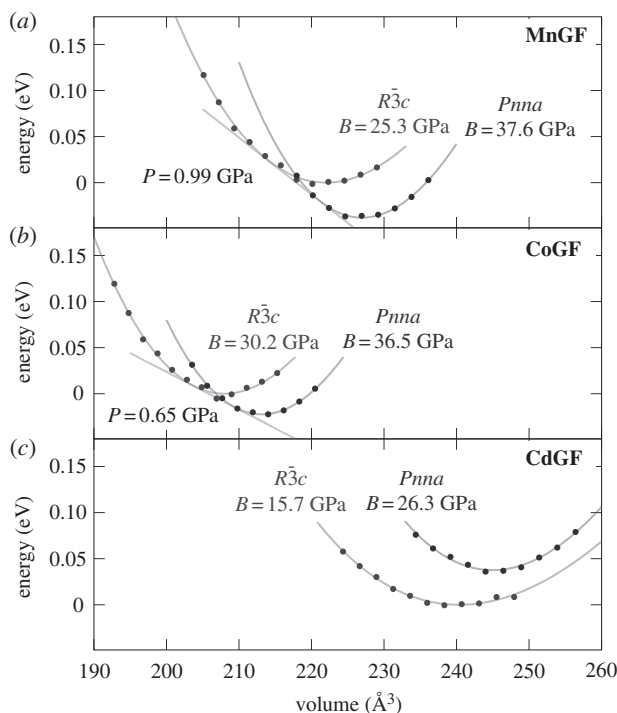 (a)
MnGF
energy (eV)
0.15
0.10
0.05
0
R3̄c
B = 25.3 GPa
Pnna
B = 37.6 GPa
P = 0.99 GPa
(b)
CoGF
energy (eV)
0.15
0.10
0.05
0
R3̄c
B = 30.2 GPa
Pnna
B = 36.5 GPa
P = 0.65 GPa
(c)
CdGF
energy (eV)
0.15
0.10
0.05
0
R3̄c
B = 15.7 GPa
Pnna
B = 26.3 GPa
190 200 210 220 230 240 250 260
volume (Å³)